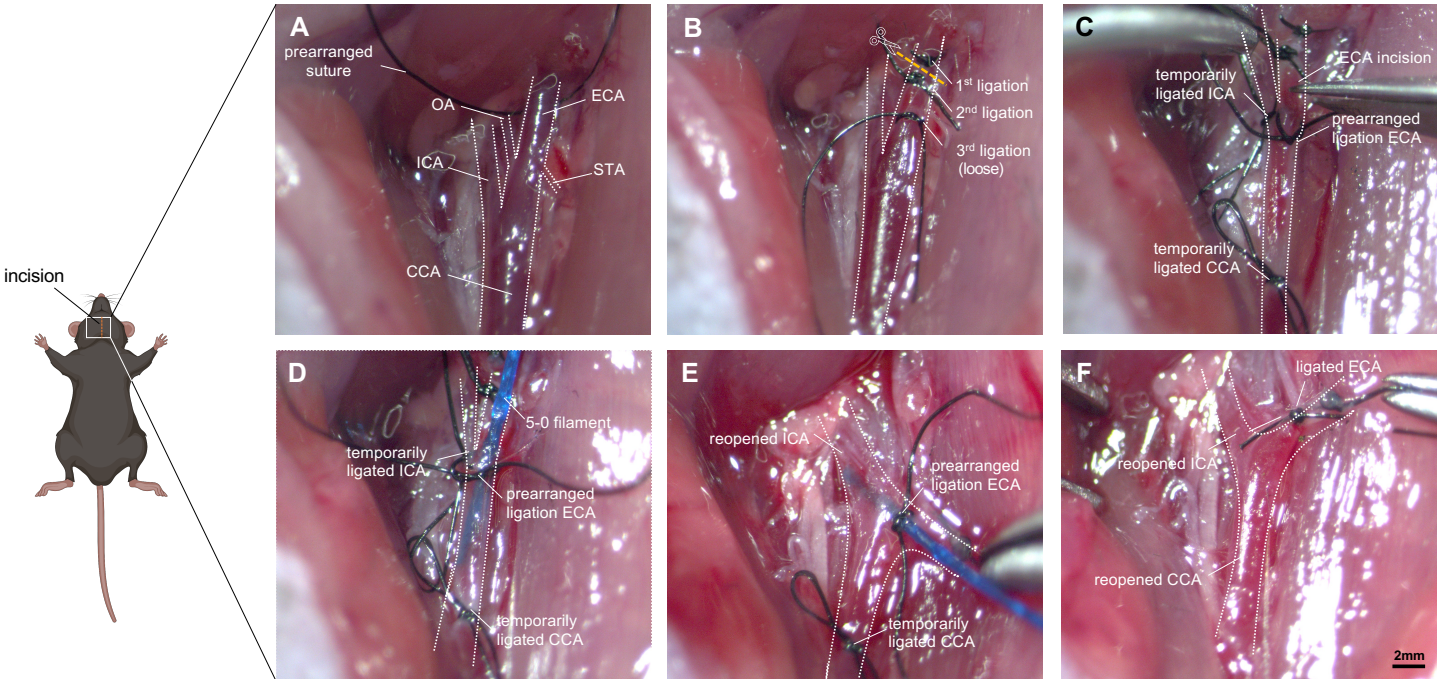 incision
A
prearranged
suture
OA
ECA
ICA
STA
CCA
B
1st ligation
2nd ligation
3rd ligation
(loose)
C
ECA incision
temporarily
ligated ICA
prearranged
ligation ECA
temporarily
ligated CCA
D
5-0 filament
temporarily
ligated ICA
prearranged
ligation ECA
temporarily
ligated CCA
E
reopened ICA
prearranged
ligation ECA
temporarily
ligated CCA
F
ligated ECA
reopened ICA
reopened CCA
2mm